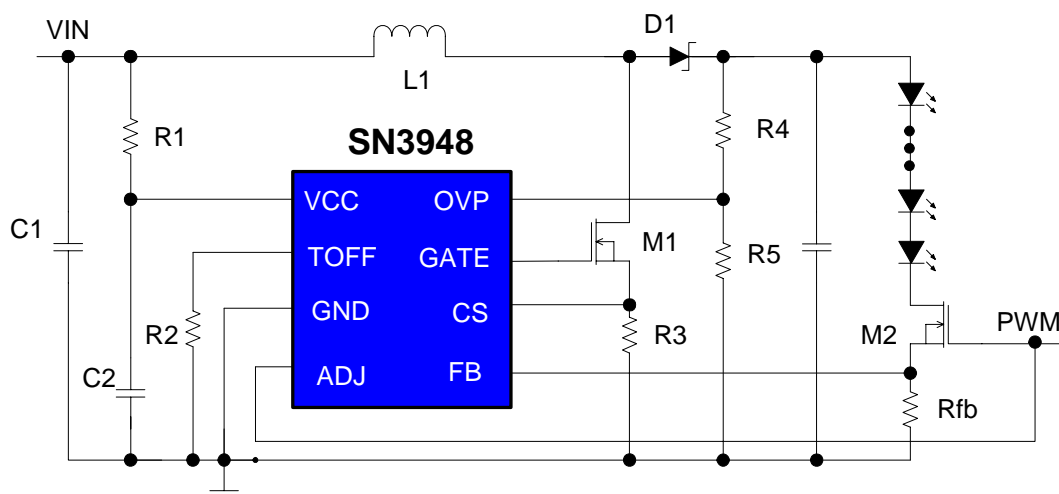 VIN
D1
L1
R1
R4
SN3948
VCC
OVP
C1
M1
TOFF
GATE
R5
GND
CS
R2
R3
M2
PWM
C2
ADJ
FB
Rfb